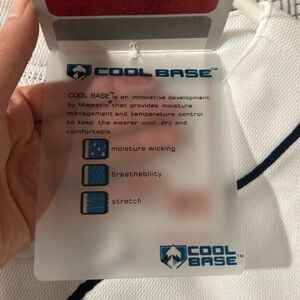 COOL BASE™
COOL BASE™ is an innovative development
by Majestic® that provides moisture
management and temperature control
to keep the wearer cool, dry and
comfortable.
moisture wicking
breathability
stretch
COOL
BASE™